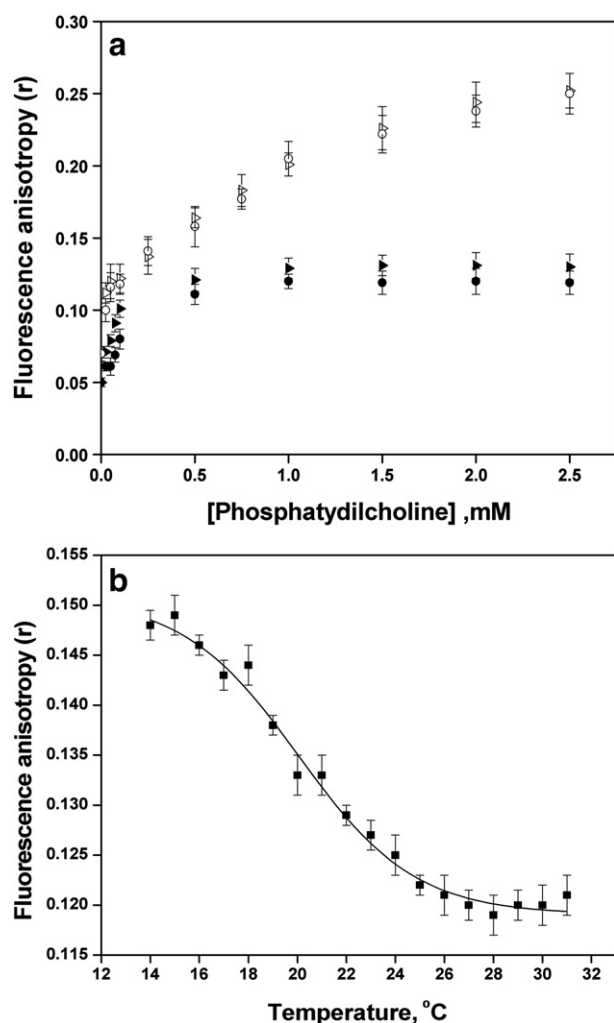 a
0.30
0.25
0.20
0.15
0.10
0.05
0.00
Fluorescence anisotropy (r)
0.0 0.5 1.0 1.5 2.0 2.5
[Phosphatydilcholine] ,mM
b
0.155
0.150
0.145
0.140
0.135
0.130
0.125
0.120
0.115
Fluorescence anisotropy (r)
12 14 16 18 20 22 24 26 28 30 32
Temperature, °C